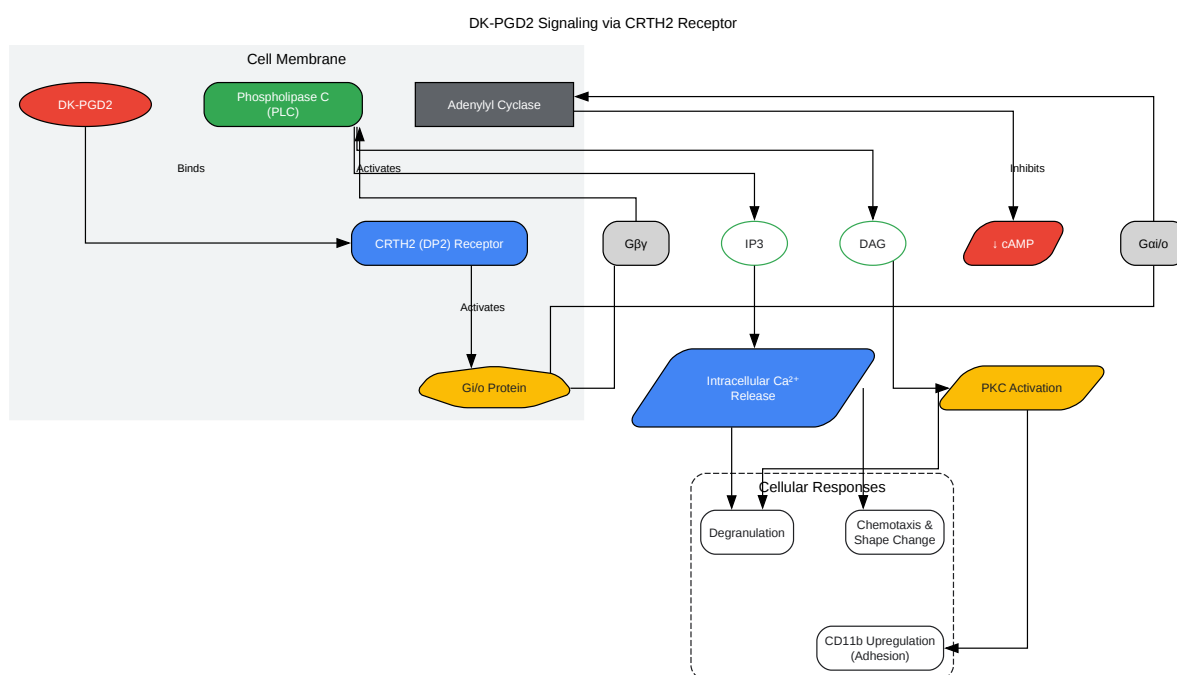 DK-PGD2 Signaling via CRTH2 Receptor
Cell Membrane
DK-PGD2
Phospholipase C
(PLC)
Adenylyl Cyclase
Binds
Activates
Inhibits
CRTH2 (DP2) Receptor
Gβγ
IP3
DAG
↓ cAMP
Gαi/o
Activates
Gi/o Protein
Intracellular Ca²⁺
Release
PKC Activation
Cellular Responses
Degranulation
Chemotaxis &
Shape Change
CD11b Upregulation
(Adhesion)